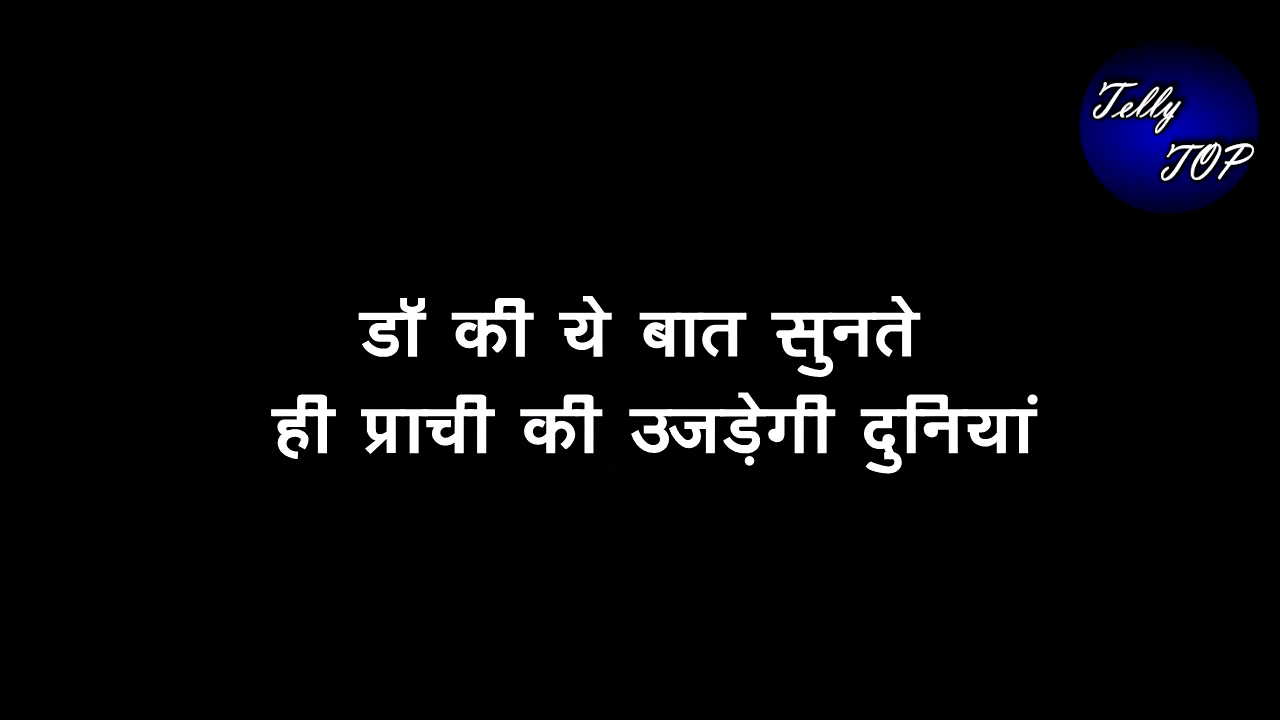 Telly
TOP
डॉ की ये बात सुनते
ही प्राची की उजड़ेगी दुनियां